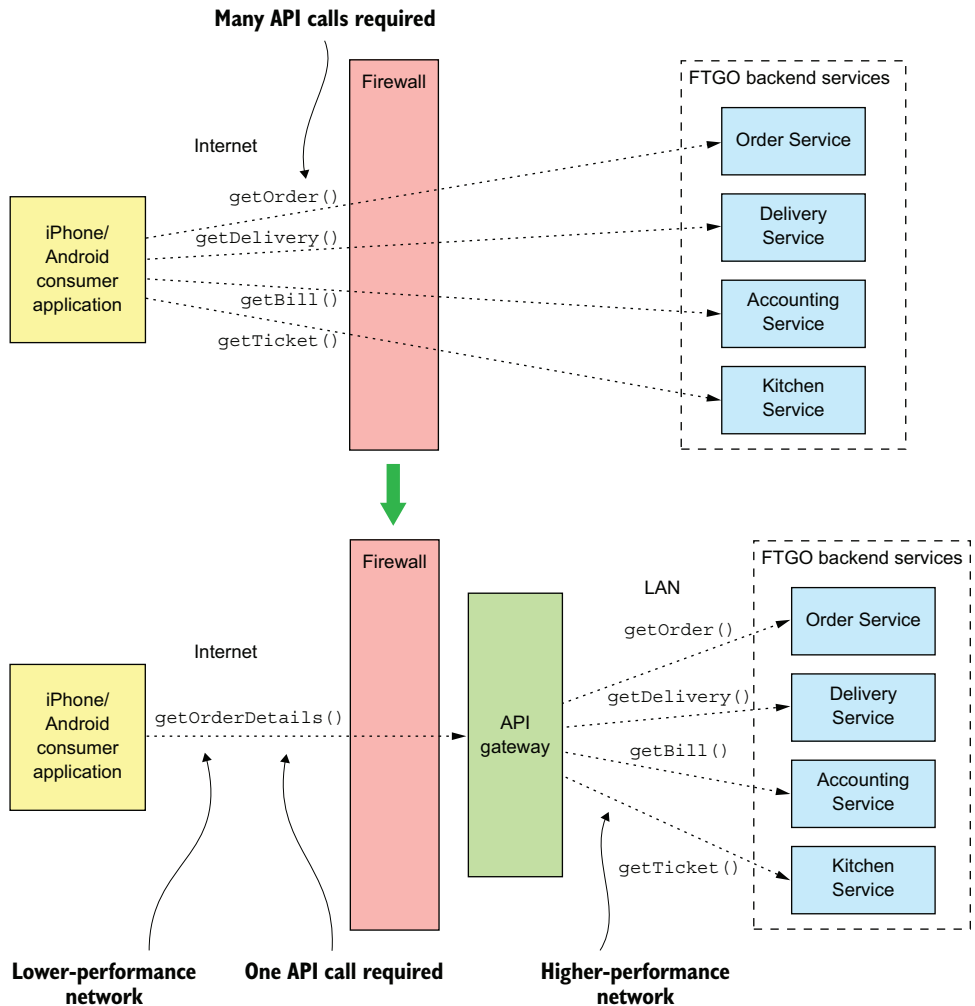 Many API calls required
Firewall
FTGO backend services
Internet
Order Service
getOrder()
iPhone/
Android
consumer
application
getDelivery()
Delivery
Service
getBill()
Accounting
Service
getTicket()
Kitchen
Service
Firewall
FTGO backend services
LAN
Order Service
getOrder()
Internet
iPhone/
Android
consumer
application
getOrderDetails()
API
gateway
getDelivery()
Delivery
Service
getBill()
Accounting
Service
getTicket()
Kitchen
Service
Lower-performance
network
One API call required
Higher-performance
network